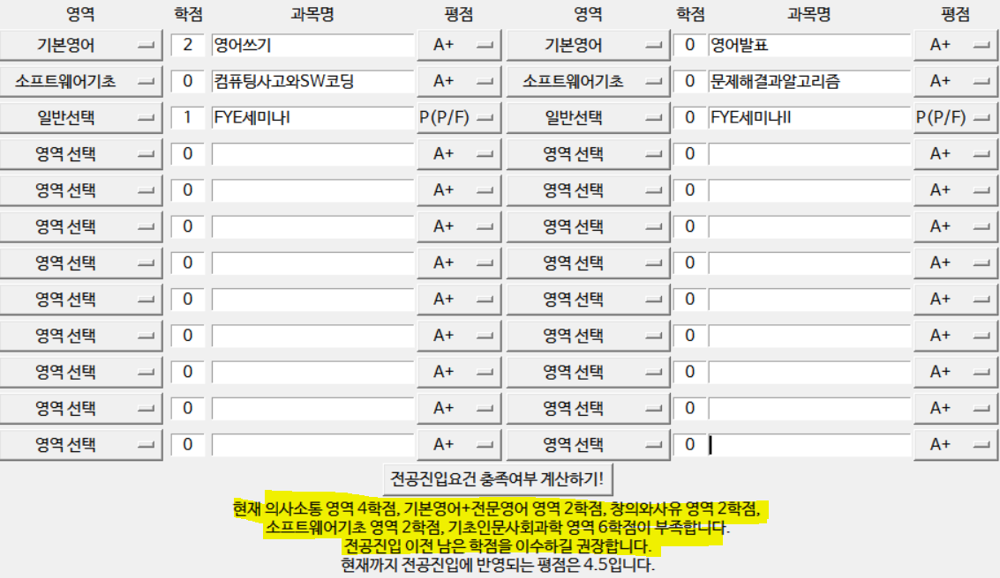 영역 학점 과목명 평점 영역 학점 과목명 평점
기본영어 2 영어쓰기 A+ 기본영어 0 영어발표 A+
소프트웨어기초 0 컴퓨팅사고와SW코딩 A+ 소프트웨어기초 0 문제해결과알고리즘 A+
일반선택 1 FYE세미나I P(P/F) 일반선택 0 FYE세미나II P(P/F)
영역 선택 0 A+ 영역 선택 0 A+
영역 선택 0 A+ 영역 선택 0 A+
영역 선택 0 A+ 영역 선택 0 A+
영역 선택 0 A+ 영역 선택 0 A+
영역 선택 0 A+ 영역 선택 0 A+
영역 선택 0 A+ 영역 선택 0 A+
영역 선택 0 A+ 영역 선택 0 A+
영역 선택 0 A+ 영역 선택 0 A+
영역 선택 0 A+ 영역 선택 0 A+
전공진입요건 충족여부 계산하기!
현재 의사소통 영역 4학점, 기본영어+전문영어 영역 2학점, 창의와사유 영역 2학점,
소프트웨어기초 영역 2학점, 기초인문사회과학 영역 6학점이 부족합니다.
전공진입 이전 남은 학점을 이수하길 권장합니다.
현재까지 전공진입에 반영되는 평점은 4.5입니다.